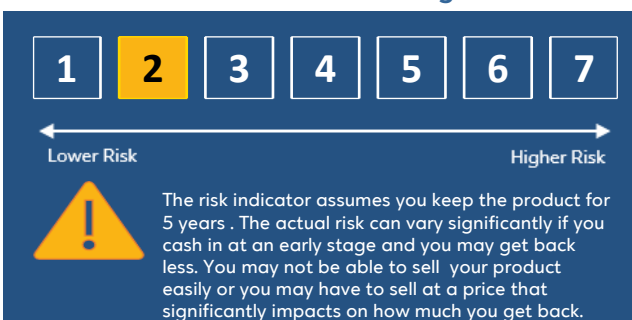 1 2 3 4 5 6 7
Lower Risk Higher Risk
The risk indicator assumes you keep the product for
5 years . The actual risk can vary significantly if you
cash in at an early stage and you may get back
less. You may not be able to sell your product
easily or you may have to sell at a price that
significantly impacts on how much you get back.